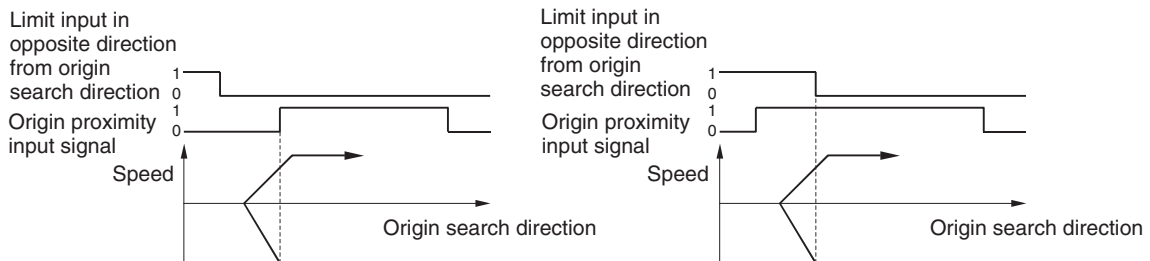 Limit input in
opposite direction
from origin
search direction
1
0
Origin proximity
input signal
1
0
Speed
Origin search direction
Limit input in
opposite direction
from origin
search direction
1
0
Origin proximity
input signal
1
0
Speed
Origin search direction